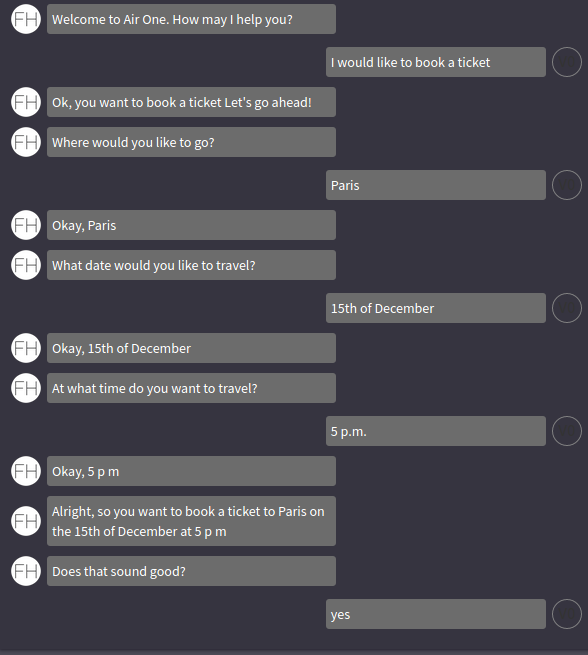 FH Welcome to Air One. How may I help you?
I would like to book a ticket
FH Ok, you want to book a ticket Let's go ahead!
FH Where would you like to go?
Paris
FH Okay, Paris
FH What date would you like to travel?
15th of December
FH Okay, 15th of December
FH At what time do you want to travel?
5 p.m.
FH Okay, 5 p m
FH Alright, so you want to book a ticket to Paris on
the 15th of December at 5 p m
FH Does that sound good?
yes